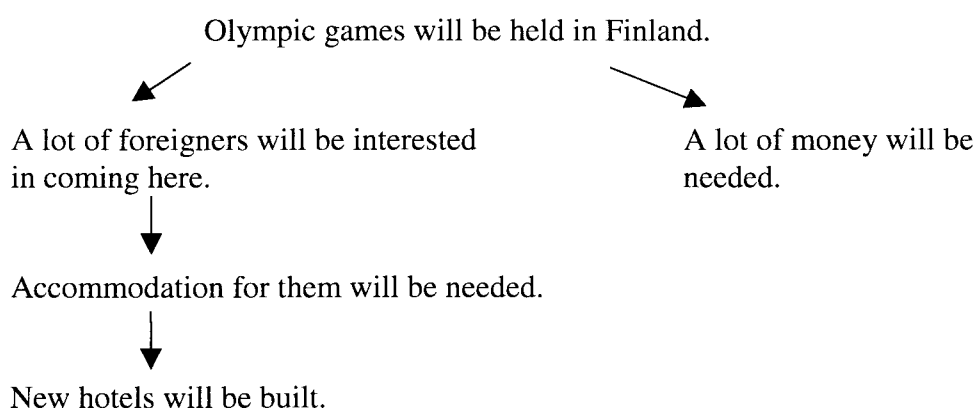 Olympic games will be held in Finland.
A lot of foreigners will be interested
in coming here.
A lot of money will be
needed.
Accommodation for them will be needed.
New hotels will be built.